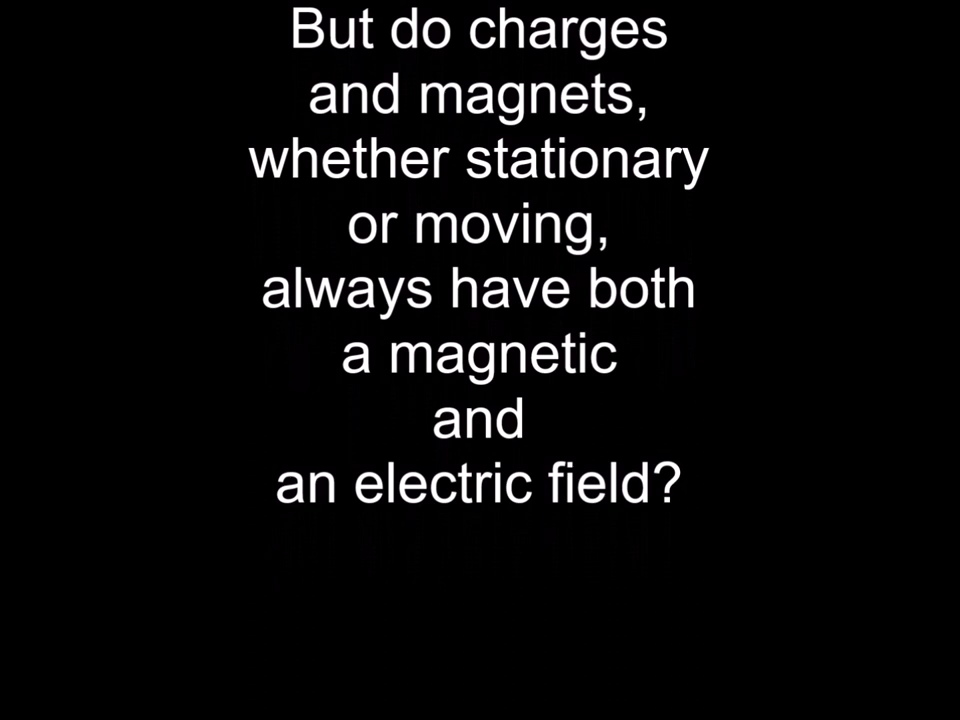 But do charges
and magnets,
whether stationary
or moving,
always have both
a magnetic
and
an electric field?